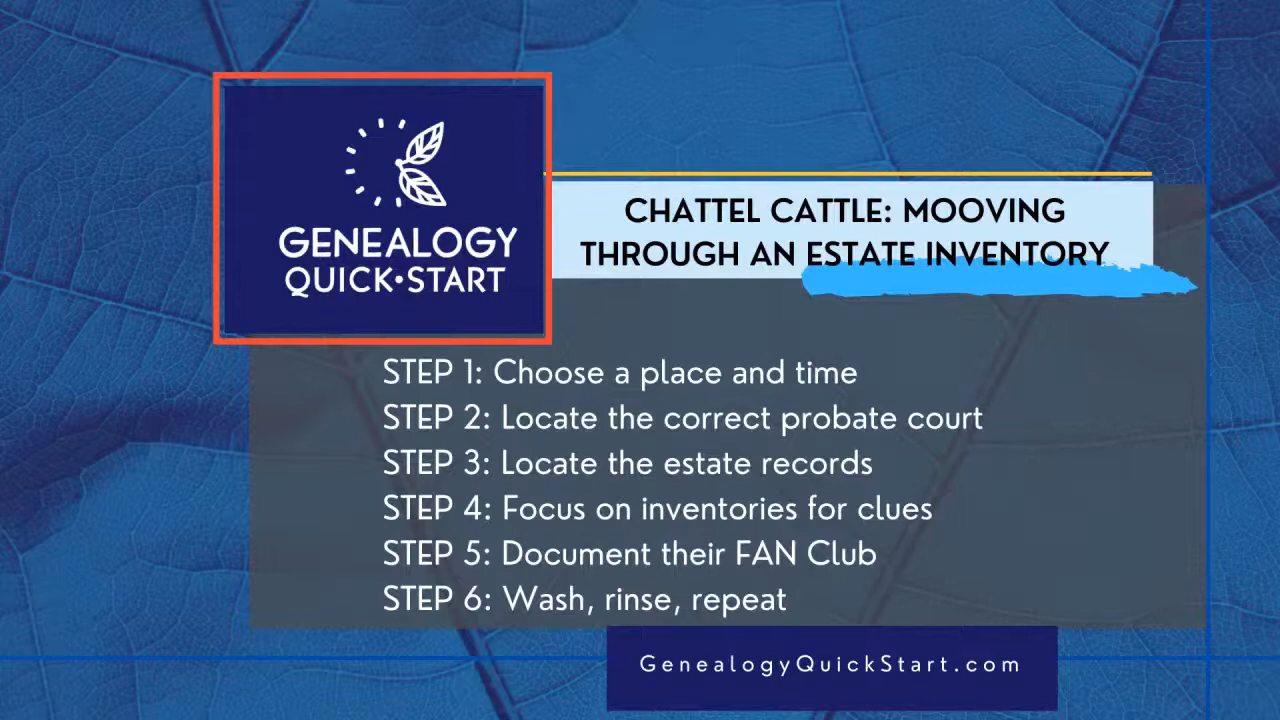 GENEALOGY
QUICK•START
CHATTEL CATTLE: MOOVING
THROUGH AN ESTATE INVENTORY
STEP 1: Choose a place and time
STEP 2: Locate the correct probate court
STEP 3: Locate the estate records
STEP 4: Focus on inventories for clues
STEP 5: Document their FAN Club
STEP 6: Wash, rinse, repeat
GenealogyQuickStart.com